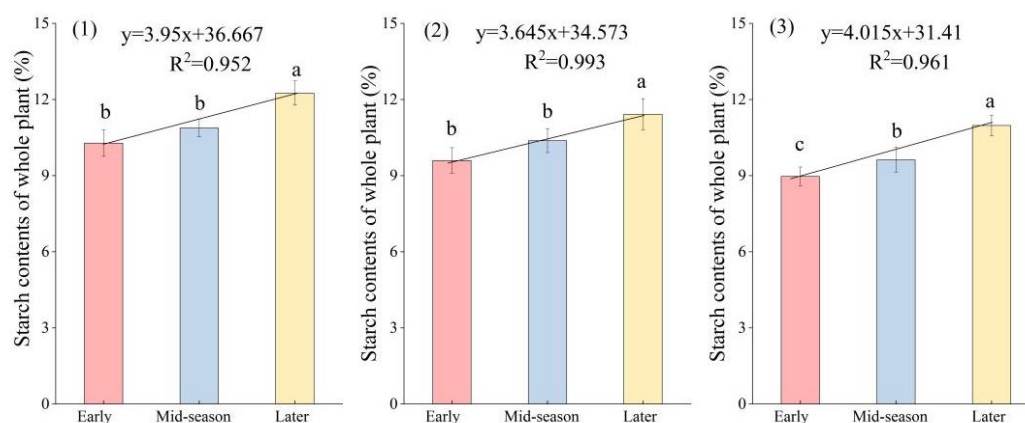 (1)
y=3.95x+36.667
R²=0.952
Starch contents of whole plant (%)
15
12
9
6
3
0
b
b
a
Early
Mid-season
Later
(2)
y=3.645x+34.573
R²=0.993
Starch contents of whole plant (%)
15
12
9
6
3
0
b
b
a
Early
Mid-season
Later
(3)
y=4.015x+31.41
R²=0.961
Starch contents of whole plant (%)
15
12
9
6
3
0
c
b
a
Early
Mid-season
Later